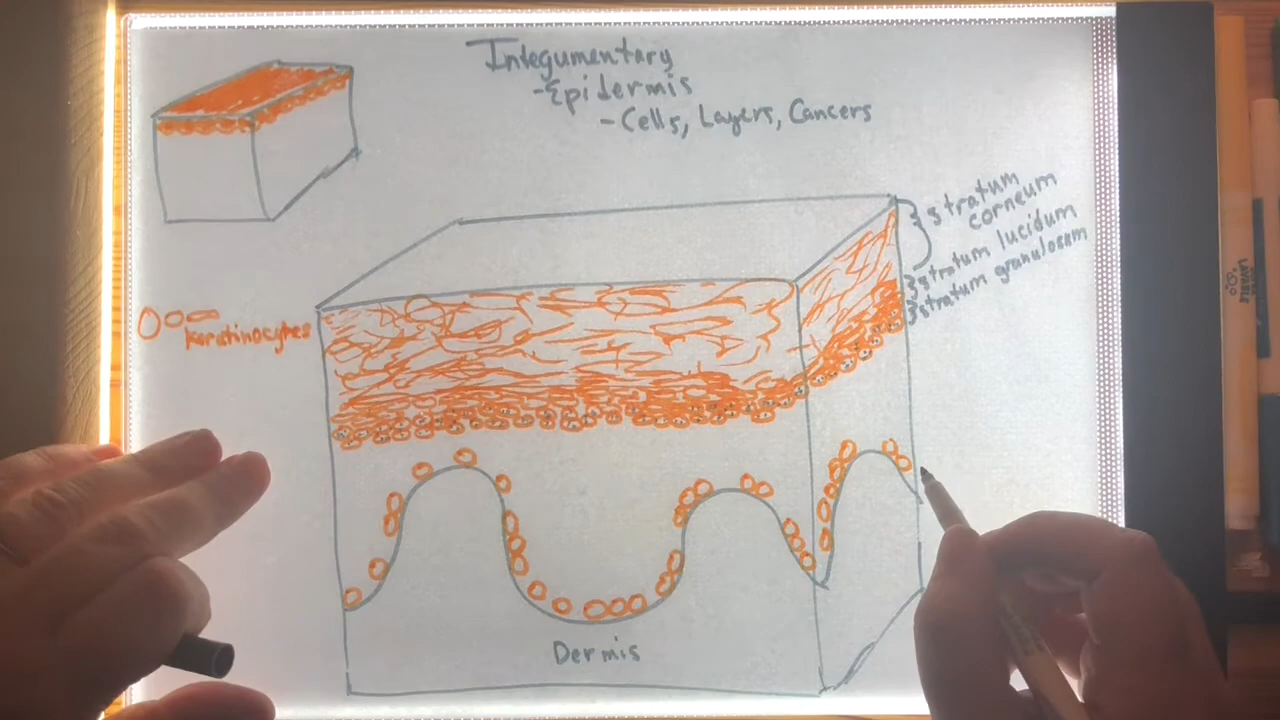 Integumentary
-Epidermis
-Cells, Layers, Cancers
stratum
corneum
stratum lucidum
stratum granulosum
Keratinocytes
Dermis